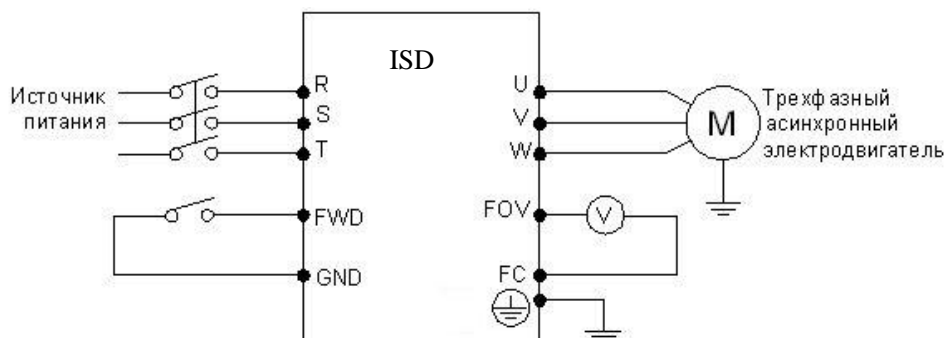 ISD
Источник
питания
R
S
T
FWD
GND
U
V
W
FOV
V
FC
M
Трехфазный
асинхронный
электродвигатель